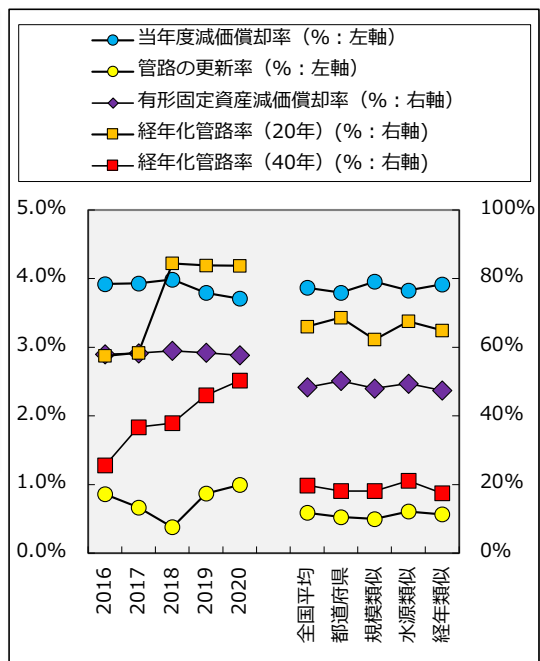 当年度減価償却率（%：左軸）
管路の更新率（%：左軸）
有形固定資産減価償却率（%：右軸）
経年化管路率（20年）(%：右軸)
経年化管路率（40年）(%：右軸)
5.0%
4.0%
3.0%
2.0%
1.0%
0.0%
100%
80%
60%
40%
20%
0%
2016
2017
2018
2019
2020
全国平均
都道府県
規模類似
水源類似
経年類似